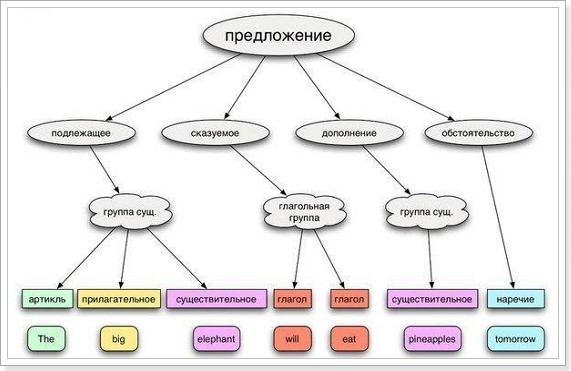 предложение
подлежащее
сказуемое
дополнение
обстоятельство
группа сущ.
глагольная
группа
группа сущ.
артикль
прилагательное
существительное
глагол
глагол
существительное
наречие
The
big
elephant
will
eat
pineapples
tomorrow